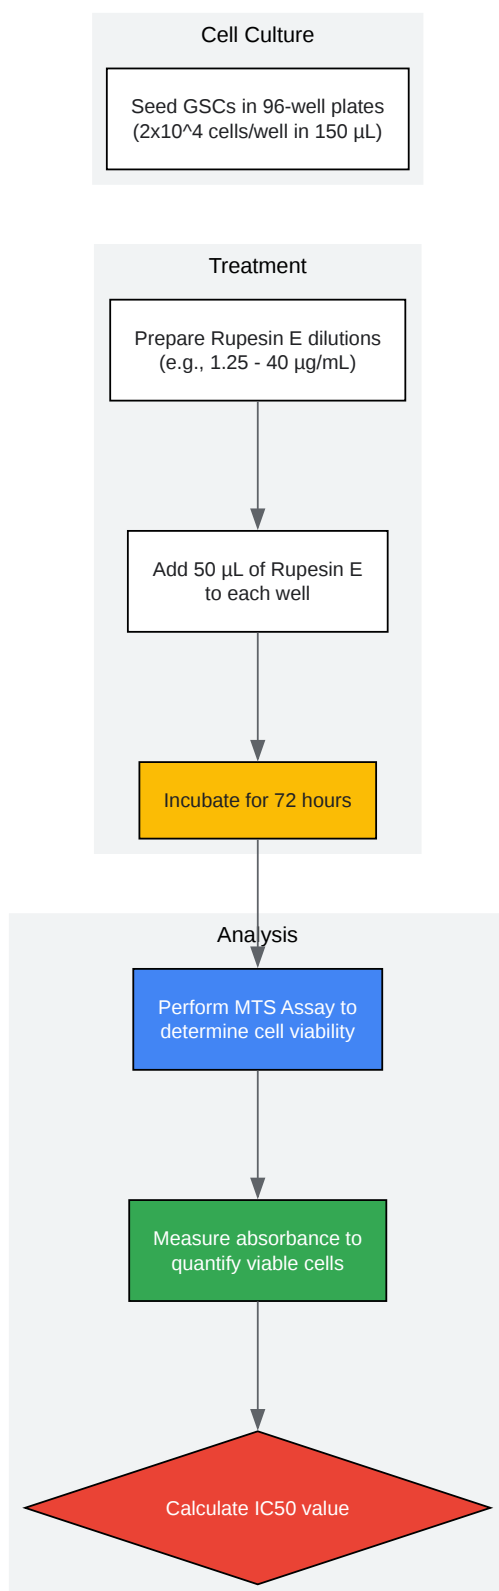 Cell Culture
Seed GSCs in 96-well plates
(2x10^4 cells/well in 150 µL)
Treatment
Prepare Rupesin E dilutions
(e.g., 1.25 - 40 µg/mL)
Add 50 µL of Rupesin E
to each well
Incubate for 72 hours
Analysis
Perform MTS Assay to
determine cell viability
Measure absorbance to
quantify viable cells
Calculate IC50 value